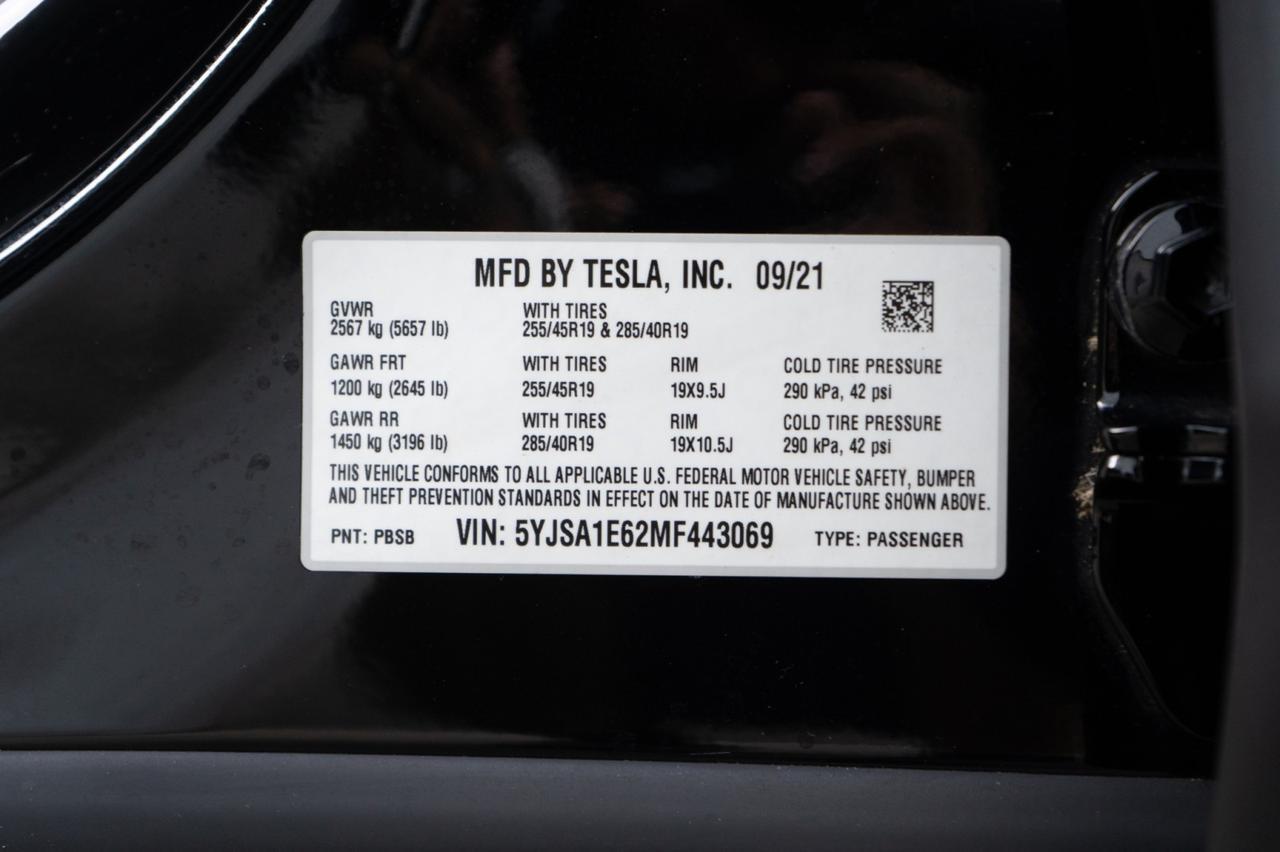 MFD BY TESLA, INC. 09/21
GVWR WITH TIRES
2567 kg (5657 lb) 255/45R19 & 285/40R19
GAWR FRT WITH TIRES RIM COLD TIRE PRESSURE
1200 kg (2645 lb) 255/45R19 19X9.5J 290 kPa, 42 psi
GAWR RR WITH TIRES RIM COLD TIRE PRESSURE
1450 kg (3196 lb) 285/40R19 19X10.5J 290 kPa, 42 psi
THIS VEHICLE CONFORMS TO ALL APPLICABLE U.S. FEDERAL MOTOR VEHICLE SAFETY, BUMPER
AND THEFT PREVENTION STANDARDS IN EFFECT ON THE DATE OF MANUFACTURE SHOWN ABOVE.
PNT: PBSB VIN: 5YJSA1E62MF443069 TYPE: PASSENGER